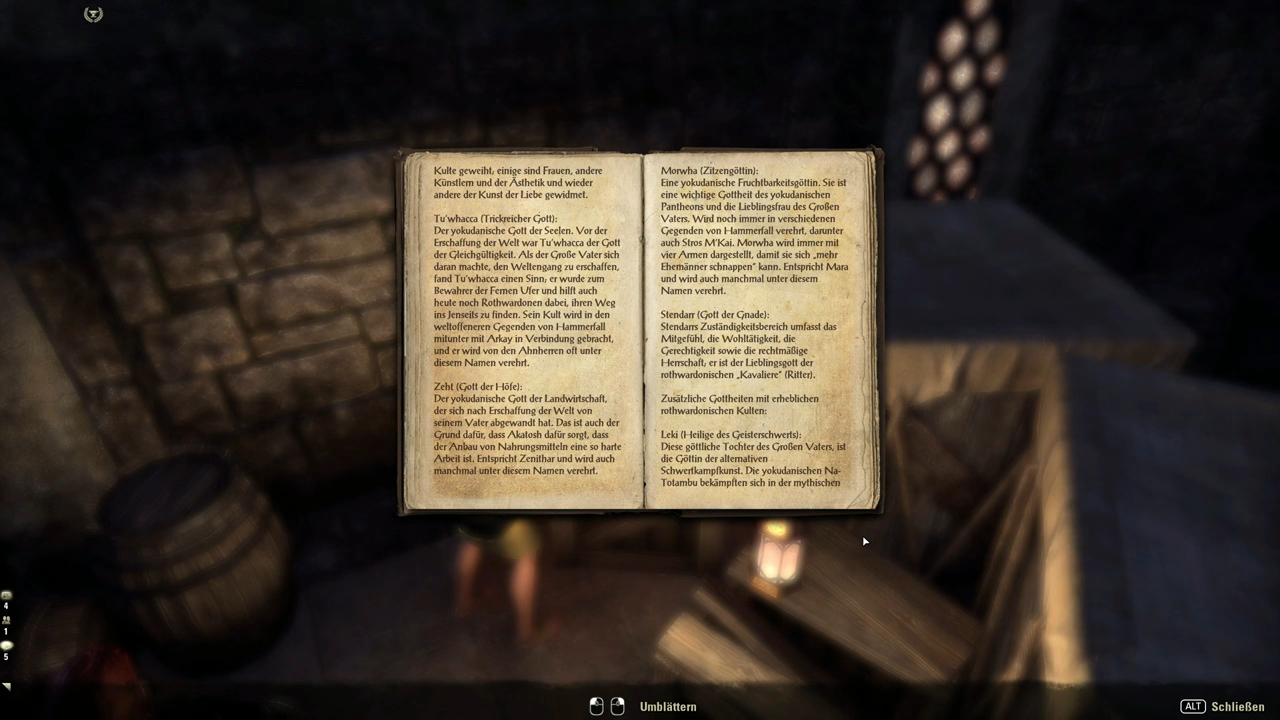 Kulte geweiht, einige sind Frauen, andere
Künstlern und der Ästhetik und wieder
andere der Kunst der Liebe gewidmet.
Tu'whacca (Trickreicher Gott):
Der yokudanische Gott der Seelen. Vor der
Erschaffung der Welt war Tu'whacca der Gott
der Gleichgültigkeit. Als der Große Vater sich
daran machte, den Weltengang zu erschaffen,
fand Tu'whacca einen Sinn; er wurde zum
Bewahrer der Fernen Ufer und hilft auch
heute noch Rothwardonen dabei, ihren Weg
ins Jenseits zu finden. Sein Kult wird in den
weltoffeneren Gegenden von Hammerfall
mitunter mit Arkay in Verbindung gebracht,
und er wird von den Ahnherren oft unter
diesem Namen verehrt.
Zeht (Gott der Höfe):
Der yokudanische Gott der Landwirtschaft,
der sich nach Erschaffung der Welt von
seinem Vater abgewandt hat. Das ist auch der
Grund dafür, dass Akatosh dafür sorgt, dass
der Anbau von Nahrungsmitteln eine so harte
Arbeit ist. Entspricht Zenithar und wird auch
manchmal unter diesem Namen verehrt.
Morwha (Zitzengöttin):
Eine yokudanische Fruchtbarkeitsgöttin. Sie ist
eine wichtige Gottheit des yokudanischen
Pantheons und die Lieblingsfrau des Großen
Vaters. Wird noch immer in verschiedenen
Gegenden von Hammerfall verehrt, darunter
auch Stros M'Kai. Morwha wird immer mit
vier Armen dargestellt, damit sie sich „mehr
Ehemänner schnappen“ kann. Entspricht Mara
und wird auch manchmal unter diesem
Namen verehrt.
Stendarr (Gott der Gnade):
Stendarrs Zuständigkeitsbereich umfasst das
Mitgefühl, die Wohltätigkeit, die
Gerechtigkeit sowie die rechtmäßige
Herrschaft; er ist der Lieblingsgott der
rothwardonischen „Kavaliere“ (Ritter).
Zusätzliche Gottheiten mit erheblichen
rothwardonischen Kulten:
Leki (Heilige des Geisterschwerts):
Diese göttliche Tochter des Großen Vaters, ist
die Göttin der alternativen
Schwertkampfkunst. Die yokudanischen Na-
Totambu bekämpften sich in der mythischen
4
1
5
Umblättern
ALT Schließen